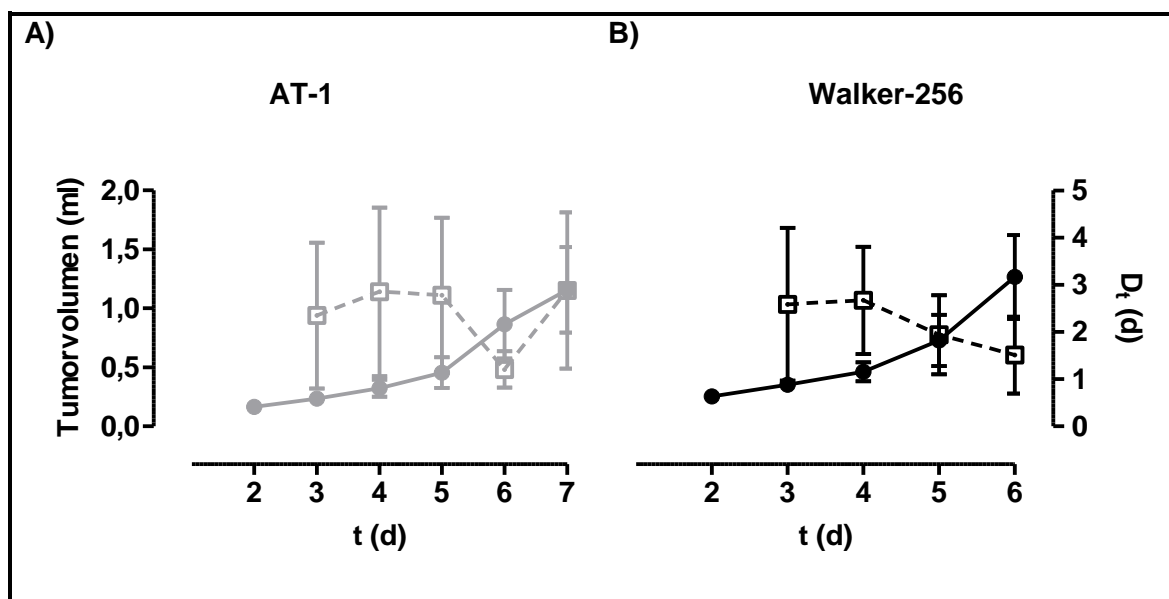 A)
B)
AT-1
Walker-256
Tumorvolumen (ml)
2,0
1,5
1,0
0,5
0,0
2 3 4 5 6 7
t (d)
2 3 4 5 6
t (d)
5
4
3
2
1
0
Dt (d)